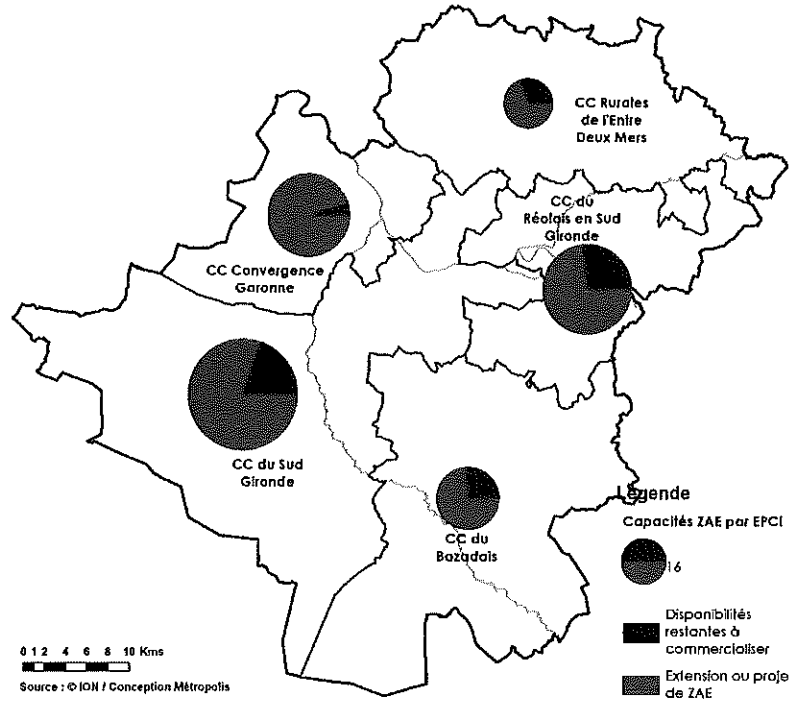 CC Rurales
de l'Entre
Deux Mers
CC du
Réolais en Sud
Gironde
CC Convergence
Garonne
CC du Sud
Gironde
CC du
Bazadais
Légende
Capacités ZAE par EPCI
16
Disponibilités
restantes à
commercialiser
Extension ou proje
de ZAE
0 1 2 4 6 8 10 Kms
Source : © IGN / Conception Métropolis